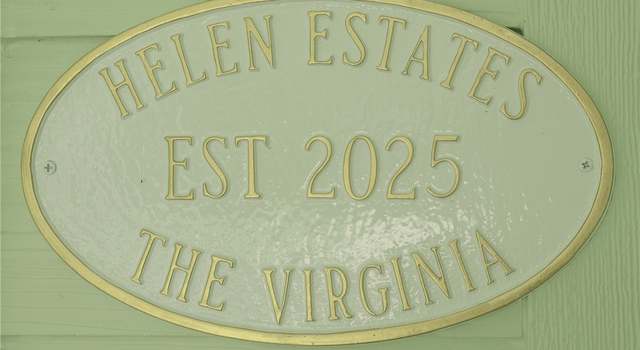 HELEN ESTATES
EST 2025
THE VIRGINIA